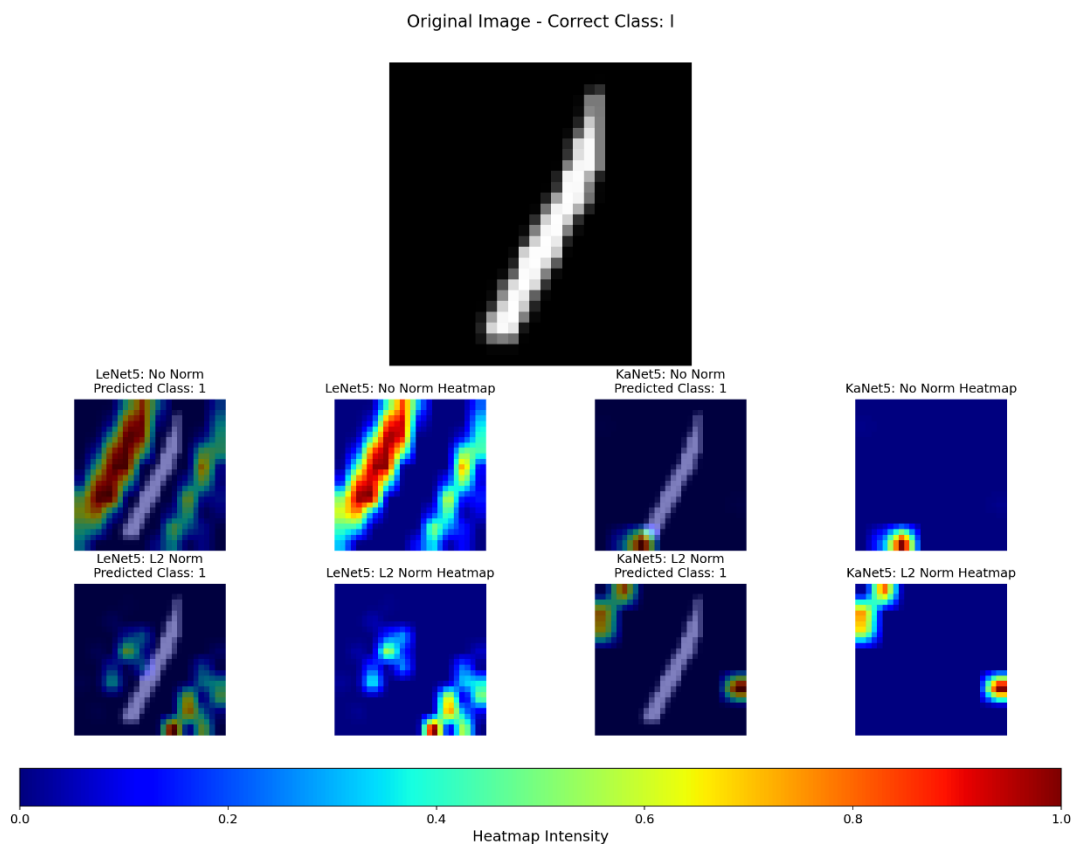 Original Image - Correct Class: l
LeNet5: No Norm
Predicted Class: 1
LeNet5: No Norm Heatmap
KaNet5: No Norm
Predicted Class: 1
KaNet5: No Norm Heatmap
LeNet5: L2 Norm
Predicted Class: 1
LeNet5: L2 Norm Heatmap
KaNet5: L2 Norm
Predicted Class: 1
KaNet5: L2 Norm Heatmap
0.0 0.2 0.4 0.6 0.8 1.0
Heatmap Intensity